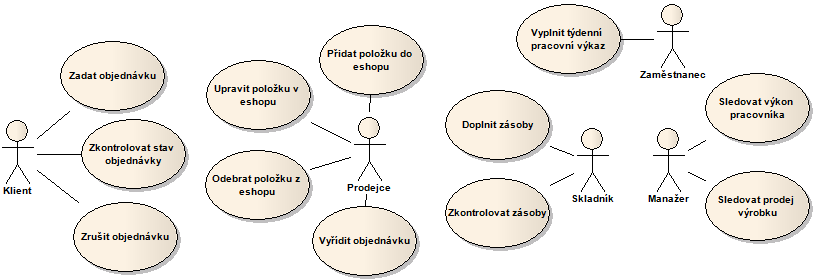 Zadat objednávku
Zkontrolovat stav
objednávky
Zrušit objednávku
Klient
Přidat položku do
eshopu
Upravit položku v
eshopu
Odebrat položku z
eshopu
Vyřídit objednávku
Prodejce
Vyplnit týdenní
pracovní výkaz
Zaměstnanec
Doplnit zásoby
Zkontrolovat zásoby
Skladník
Sledovat výkon
pracovníka
Sledovat prodej
výrobku
Manažer